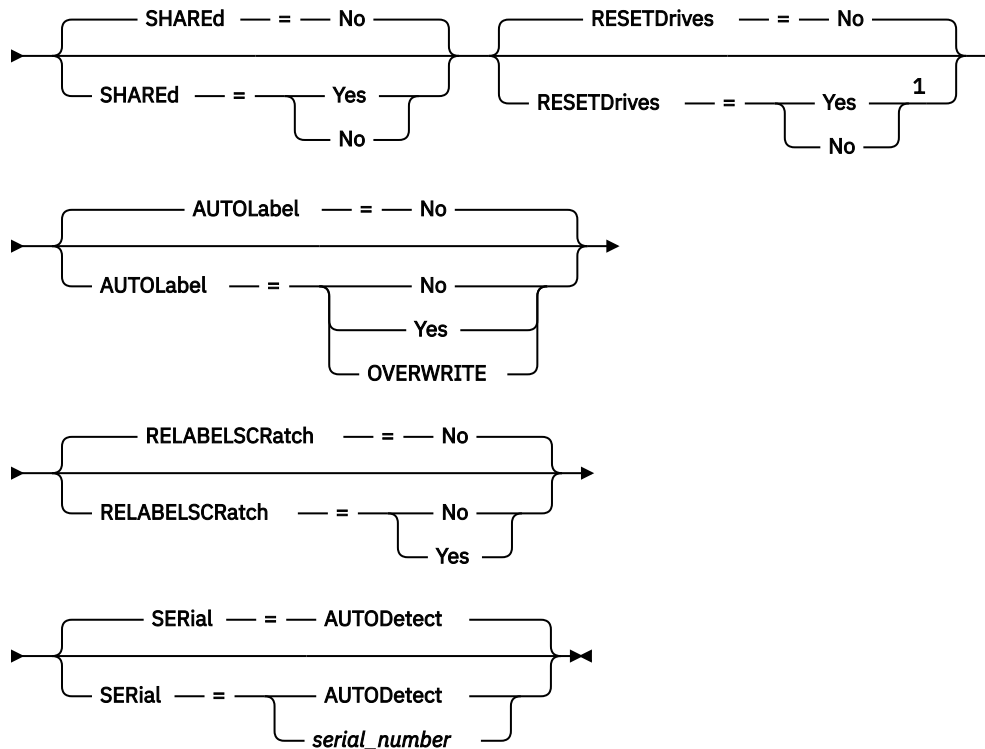 SHAREd = No RESETDrives = No
SHAREd = Yes RESETDrives = Yes 1
No No
AUTOLabel = No
AUTOLabel = No
Yes
OVERWRITE
RELABELSCRatch = No
RELABELSCRatch = No
Yes
SERial = AUTODetect
SERial = AUTODetect
serial_number